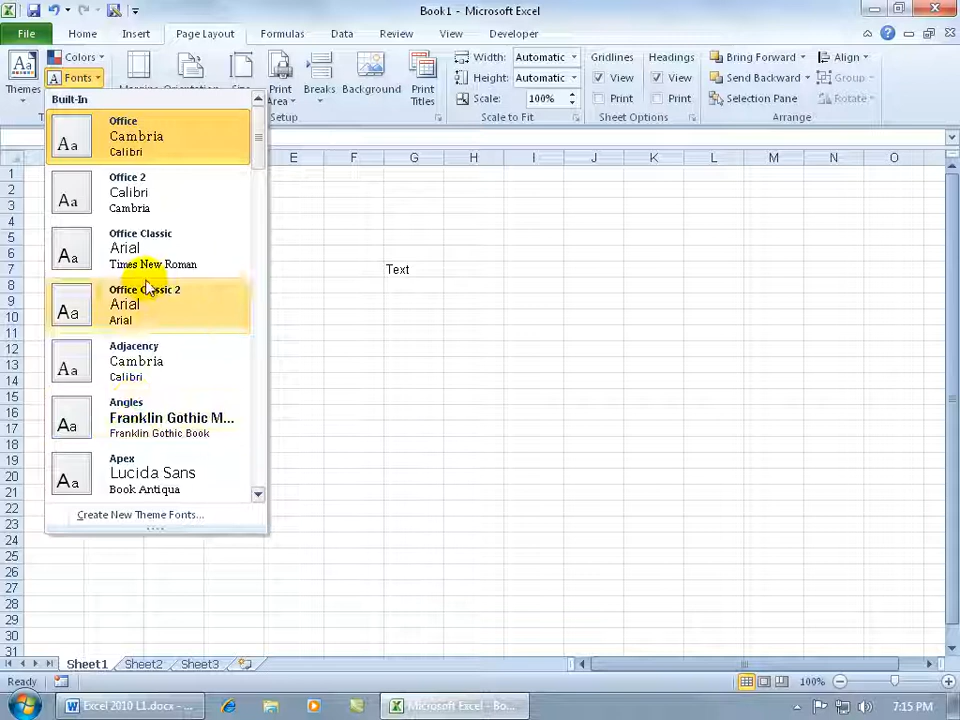 Book1 - Microsoft Excel
File Home Insert Page Layout Formulas Data Review View Developer
Themes
Colors
Fonts
Area
Breaks
Background
Print
Titles
Setup
Width: Automatic
Height: Automatic
Scale: 100%
Scale to Fit
Gridlines Headings
View View
Print Print
Sheet Options
Bring Forward
Send Backward
Selection Pane
Align
Group
Rotate
Arrange
Built-In
Office
Cambria
Calibri
Office 2
Calibri
Cambria
Office Classic
Arial
Times New Roman
Office Classic 2
Arial
Arial
Adjacency
Cambria
Calibri
Angles
Franklin Gothic M...
Franklin Gothic Book
Apex
Lucida Sans
Book Antiqua
Create New Theme Fonts...
E F G H I J K L M N O
1
2
3
4
5
6
7
Text
8
9
10
11
12
13
14
15
16
17
18
19
20
21
22
23
24
25
26
27
28
29
30
31
Sheet1 Sheet2 Sheet3
Ready
100%
Excel 2010 L1.docx - ...
Microsoft Excel - Bo...
7:15 PM